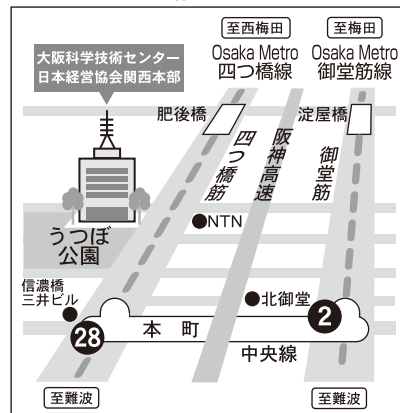 至西梅田
至梅田
Osaka Metro
四つ橋線
Osaka Metro
御堂筋線
大阪科学技術センター
日本経営協会関西本部
肥後橋
淀屋橋
四つ橋筋
阪神高速
御堂筋
NTN
うつぼ
公園
信濃橋
三井ビル
北御堂
2
28
本町
中央線
至難波
至難波